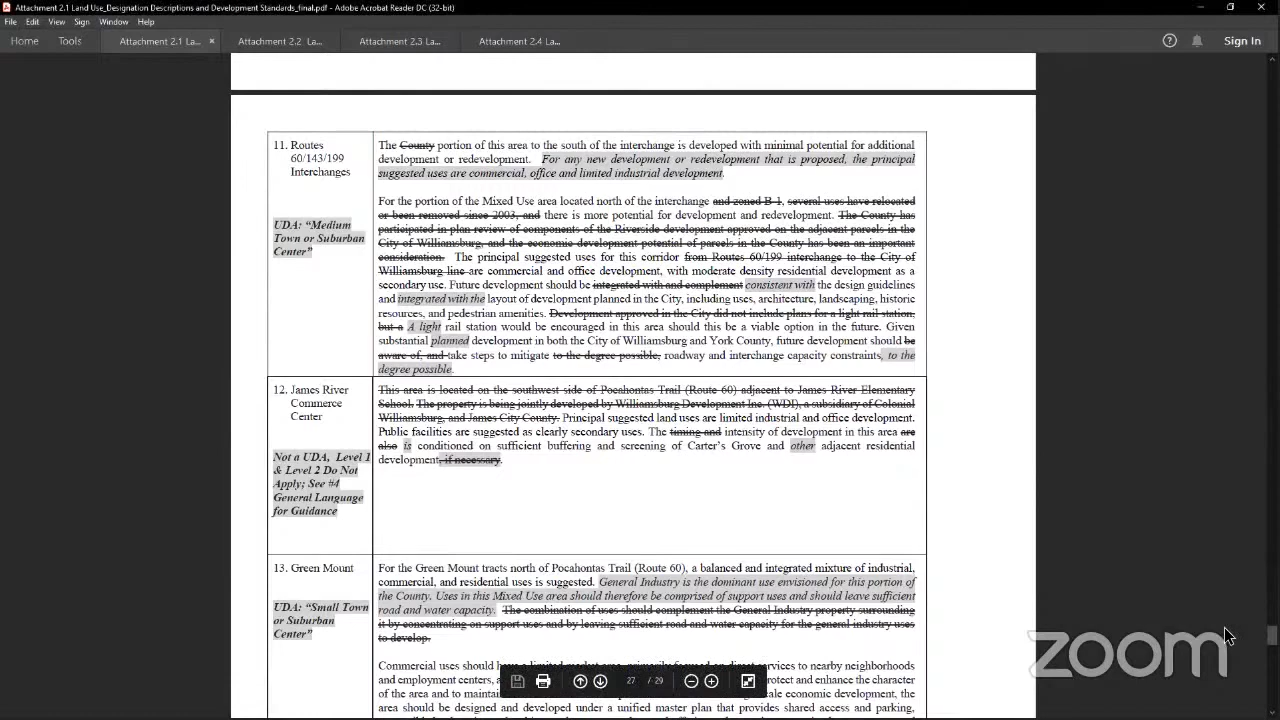 Attachment 2.1 Land Use_Designation Descriptions and Development Standards_final.pdf - Adobe Acrobat Reader DC (32-bit)
File Edit View Sign Window Help
Home Tools Attachment 2.1 La... × Attachment 2.2 La... Attachment 2.3 La... Attachment 2.4 La... Sign In
11. Routes
60/143/199
Interchanges
UDA: “Medium
Town or Suburban
Center”
The County portion of this area to the south of the interchange is developed with minimal potential for additional
development or redevelopment. For any new development or redevelopment that is proposed, the principal
suggested uses are commercial, office and limited industrial development.
For the portion of the Mixed Use area located north of the interchange and zoned B-1, several uses have relocated
or been removed since 2003, and there is more potential for development and redevelopment. The County has
participated in plan review of components of the Riverside development approved on the adjacent parcels in the
City of Williamsburg, and the economic development potential of parcels in the County has been an important
consideration. The principal suggested uses for this corridor from Routes 60/199 interchange to the City of
Williamsburg line are commercial and office development, with moderate density residential development as a
secondary use. Future development should be integrated with and complement consistent with the design guidelines
and integrated with the layout of development planned in the City, including uses, architecture, landscaping, historic
resources, and pedestrian amenities. Development approved in the City did not include plans for a light rail station,
but a A light rail station would be encouraged in this area should this be a viable option in the future. Given
substantial planned development in both the City of Williamsburg and York County, future development should be
aware of, and take steps to mitigate to the degree possible, roadway and interchange capacity constraints, to the
degree possible.
12. James River
Commerce
Center
Not a UDA, Level 1
& Level 2 Do Not
Apply; See #4
General Language
for Guidance
This area is located on the southwest side of Pocahontas Trail (Route 60) adjacent to James River Elementary
School. The property is being jointly developed by Williamsburg Development Inc. (WDI), a subsidiary of Colonial
Williamsburg, and James City County. Principal suggested land uses are limited industrial and office development.
Public facilities are suggested as clearly secondary uses. The timing and intensity of development in this area are
also is conditioned on sufficient buffering and screening of Carter’s Grove and other adjacent residential
development, if necessary.
13. Green Mount
UDA: “Small Town
or Suburban
Center”
For the Green Mount tracts north of Pocahontas Trail (Route 60), a balanced and integrated mixture of industrial,
commercial, and residential uses is suggested. General Industry is the dominant use envisioned for this portion of
the County. Uses in this Mixed Use area should therefore be comprised of support uses and should leave sufficient
road and water capacity. The combination of uses should complement the General Industry property surrounding
it by concentrating on support uses and by leaving sufficient road and water capacity for the general industry uses
to develop.
Commercial uses should have a limited market area, primarily focused on direct services to nearby neighborhoods
and employment centers, protect and enhance the character
of the area and to maintain scale economic development, the
area should be designed and developed under a unified master plan that provides shared access and parking,
27 / 29
zoom